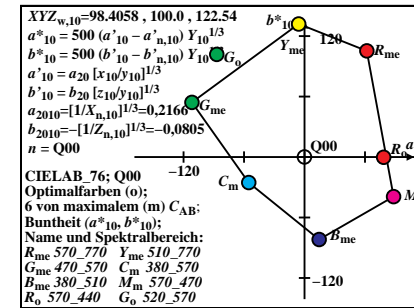 XYZw,10=98.4058, 100.0, 122.54
a*10 = 500 (a'10 - a'n,10) Y10^1/3
b*10 = 500 (b'10 - b'n,10) Y10^1/3
a'10 = a20 [x10/y10]^1/3
b'10 = b20 [z10/y10]^1/3
a2010=[1/Xn,10]^1/3=0,2166
b2010=−[1/Zn,10]^1/3=−0,0805
n = Q00
CIELAB_76; Q00
Optimalfarben (o);
6 von maximalem (m) CAB;
Buntheit (a*10, b*10);
Name und Spektralbereich:
Rme 570_770 Yme 510_770
Gme 470_570 Cm 380_570
Bme 380_510 Mm 570_470
Ro 570_440 Go 520_570
b*10
120
Yme
Rme
Go
Gme
Q00
Ro
a
−120
Cm
M
Bme
−120